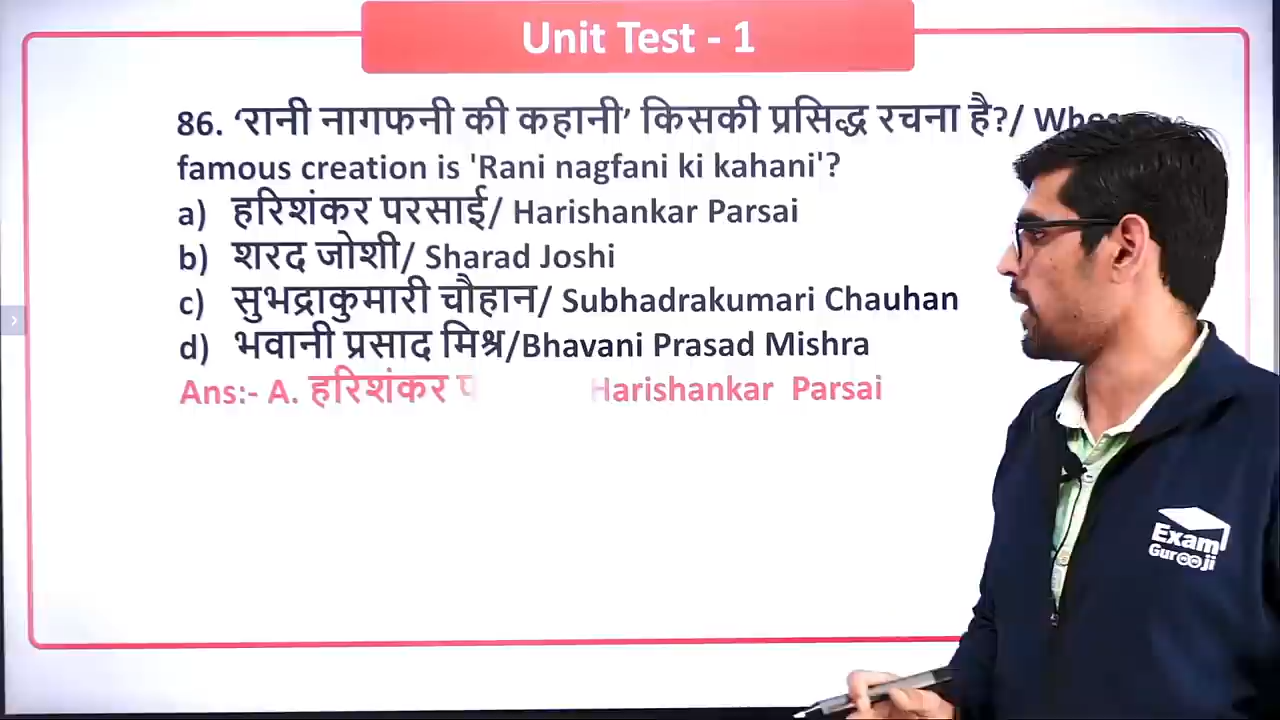 Unit Test - 1
86. ‘रानी नागफनी की कहानी’ किसकी प्रसिद्ध रचना है?/
famous creation is 'Rani nagfani ki kahani'?
a) हरिशंकर परसाई/ Harishankar Parsai
b) शरद जोशी/ Sharad Joshi
c) सुभद्राकुमारी चौहान/ Subhadrakumari Chauhan
d) भवानी प्रसाद मिश्र/Bhavani Prasad Mishra
Ans:- A. हरिशंकर Harishankar Parsai
Exam
Gurooji